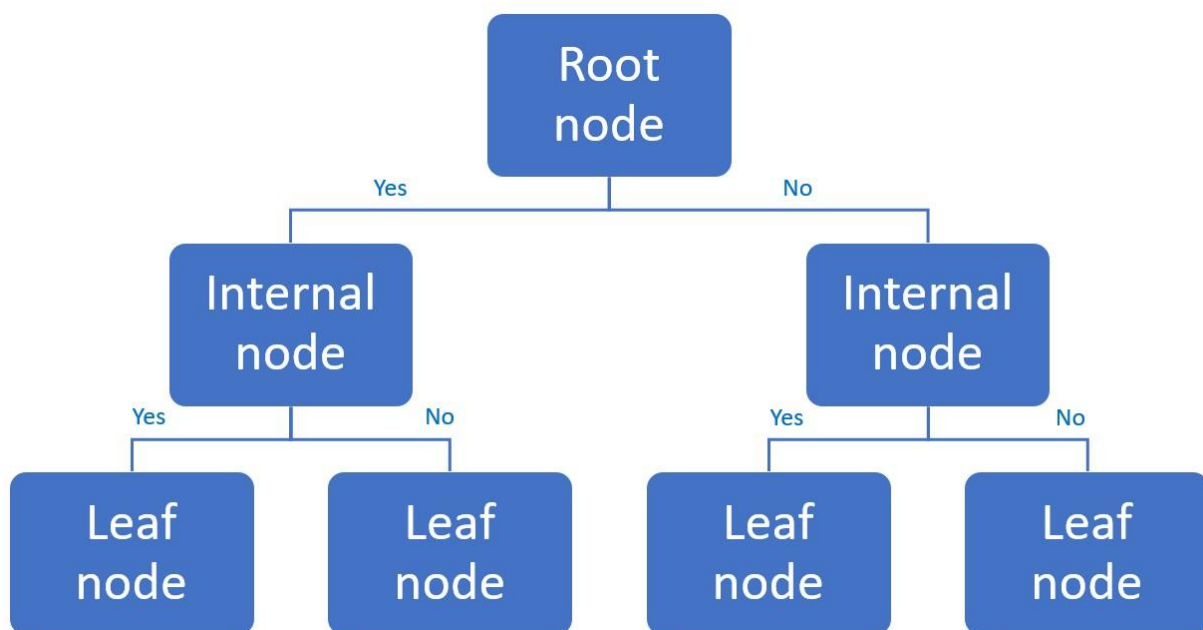 Root
node
Yes
No
Internal
node
Internal
node
Yes
No
Yes
No
Leaf
node
Leaf
node
Leaf
node
Leaf
node